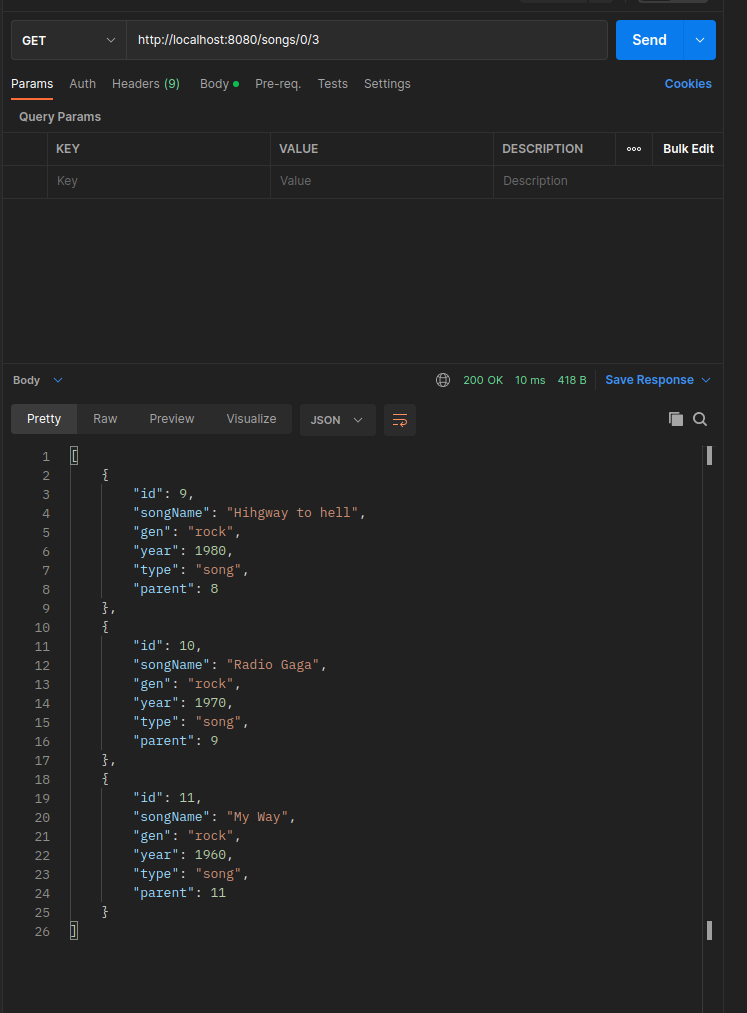 GET http://localhost:8080/songs/0/3 Send
Params Auth Headers (9) Body Pre-req. Tests Settings Cookies
Query Params
KEY VALUE DESCRIPTION ooo Bulk Edit
Key Value Description
Body 200 OK 10 ms 418 B Save Response
Pretty Raw Preview Visualize JSON
1 [
2 {
3 "id": 9,
4 "songName": "Hihgway to hell",
5 "gen": "rock",
6 "year": 1980,
7 "type": "song",
8 "parent": 8
9 },
10 {
11 "id": 10,
12 "songName": "Radio Gaga",
13 "gen": "rock",
14 "year": 1970,
15 "type": "song",
16 "parent": 9
17 },
18 {
19 "id": 11,
20 "songName": "My Way",
21 "gen": "rock",
22 "year": 1960,
23 "type": "song",
24 "parent": 11
25 }
26 ]